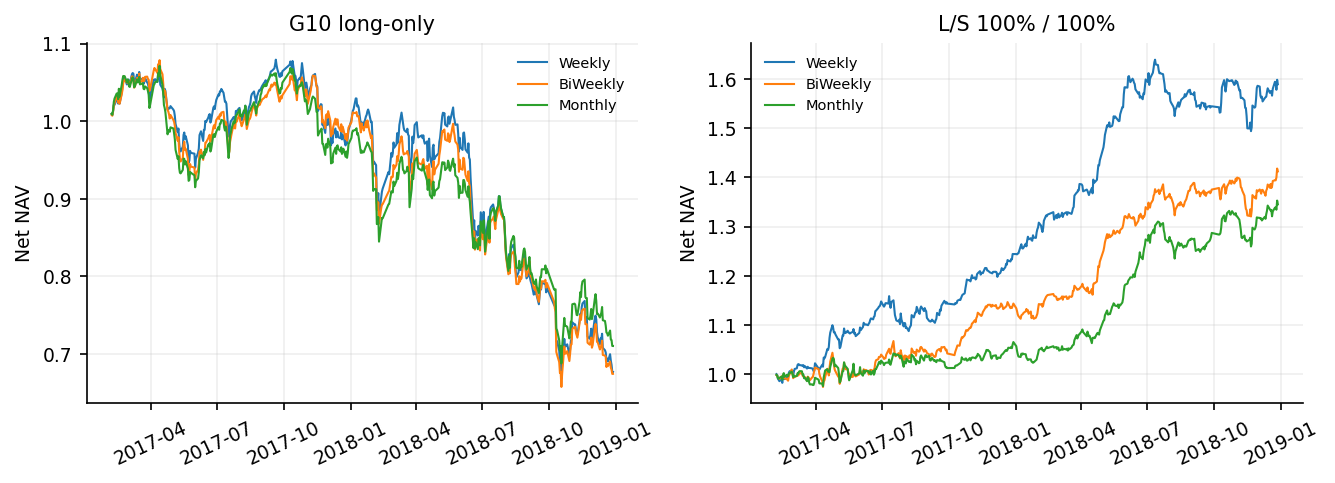 G10 long-only
Net NAV
1.1
1.0
0.9
0.8
0.7
Weekly
BiWeekly
Monthly
2017-04
2017-07
2017-10
2018-01
2018-04
2018-07
2018-10
2019-01
L/S 100% / 100%
Net NAV
1.6
1.5
1.4
1.3
1.2
1.1
1.0
Weekly
BiWeekly
Monthly
2017-04
2017-07
2017-10
2018-01
2018-04
2018-07
2018-10
2019-01